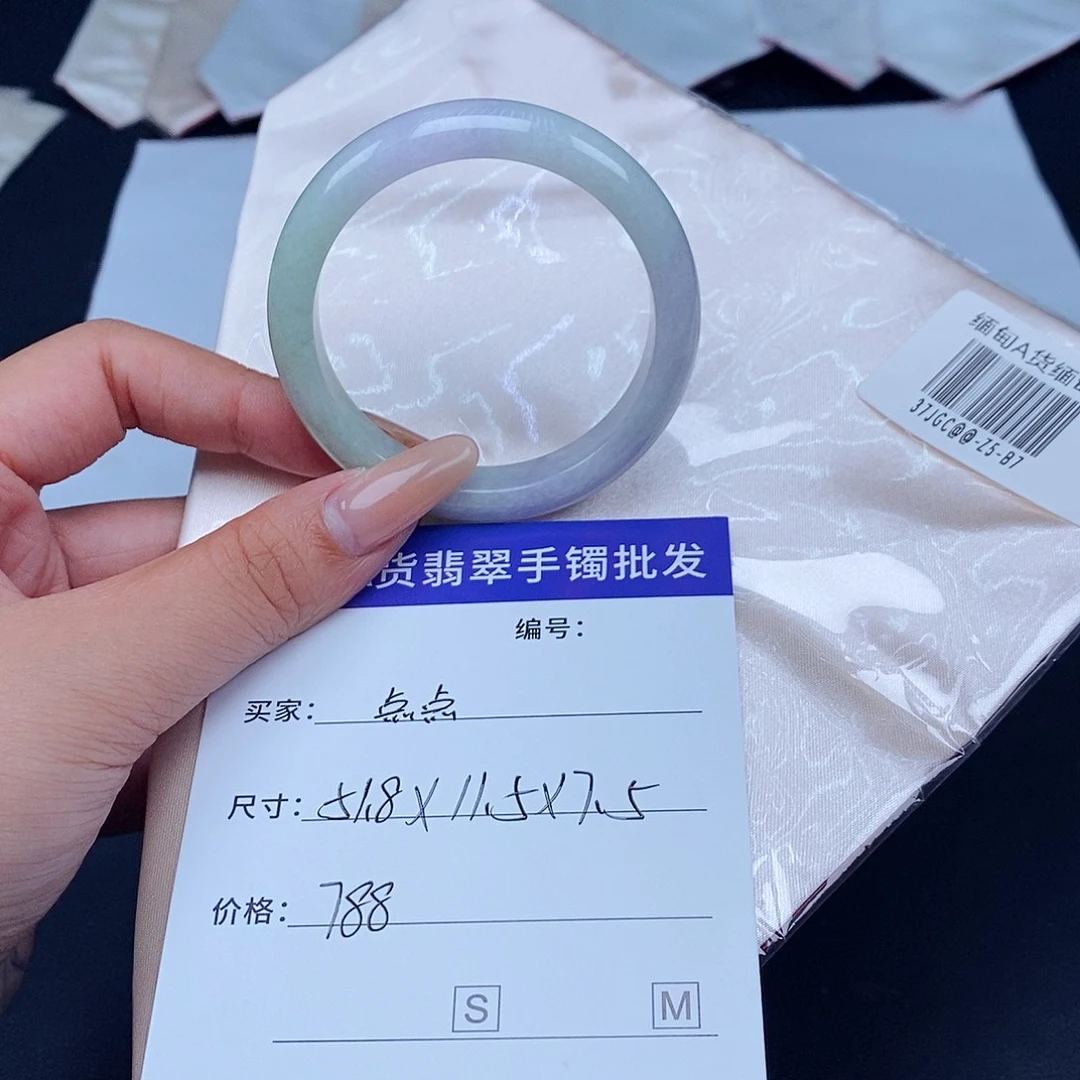 缅甸A货缅
37JGC@@-Z5-B7
货翡翠手镯批发
编号：
买家： 点点
尺寸： 51.8X11.5X7.5
价格： 788
S M